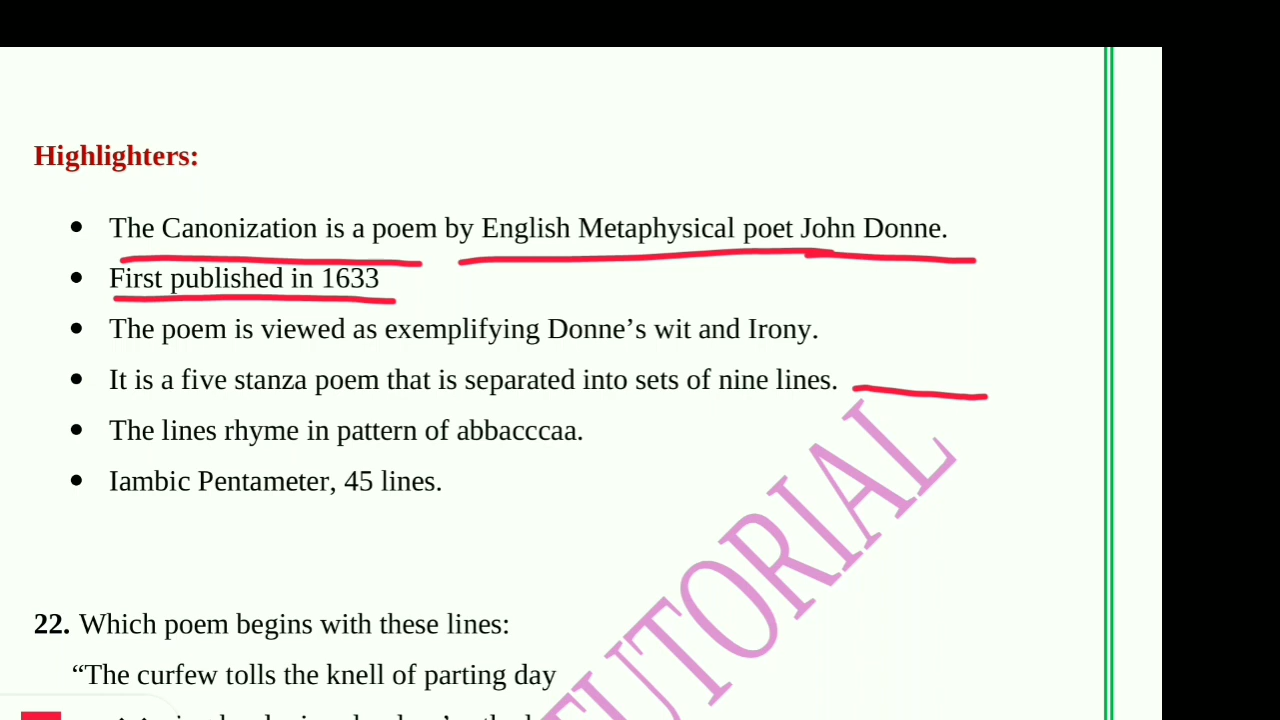 Highlighters:
The Canonization is a poem by English Metaphysical poet John Donne.
First published in 1633
The poem is viewed as exemplifying Donne’s wit and Irony.
It is a five stanza poem that is separated into sets of nine lines.
The lines rhyme in pattern of abbacccaa.
Iambic Pentameter, 45 lines.
TUTORIAL
22. Which poem begins with these lines:
“The curfew tolls the knell of parting day